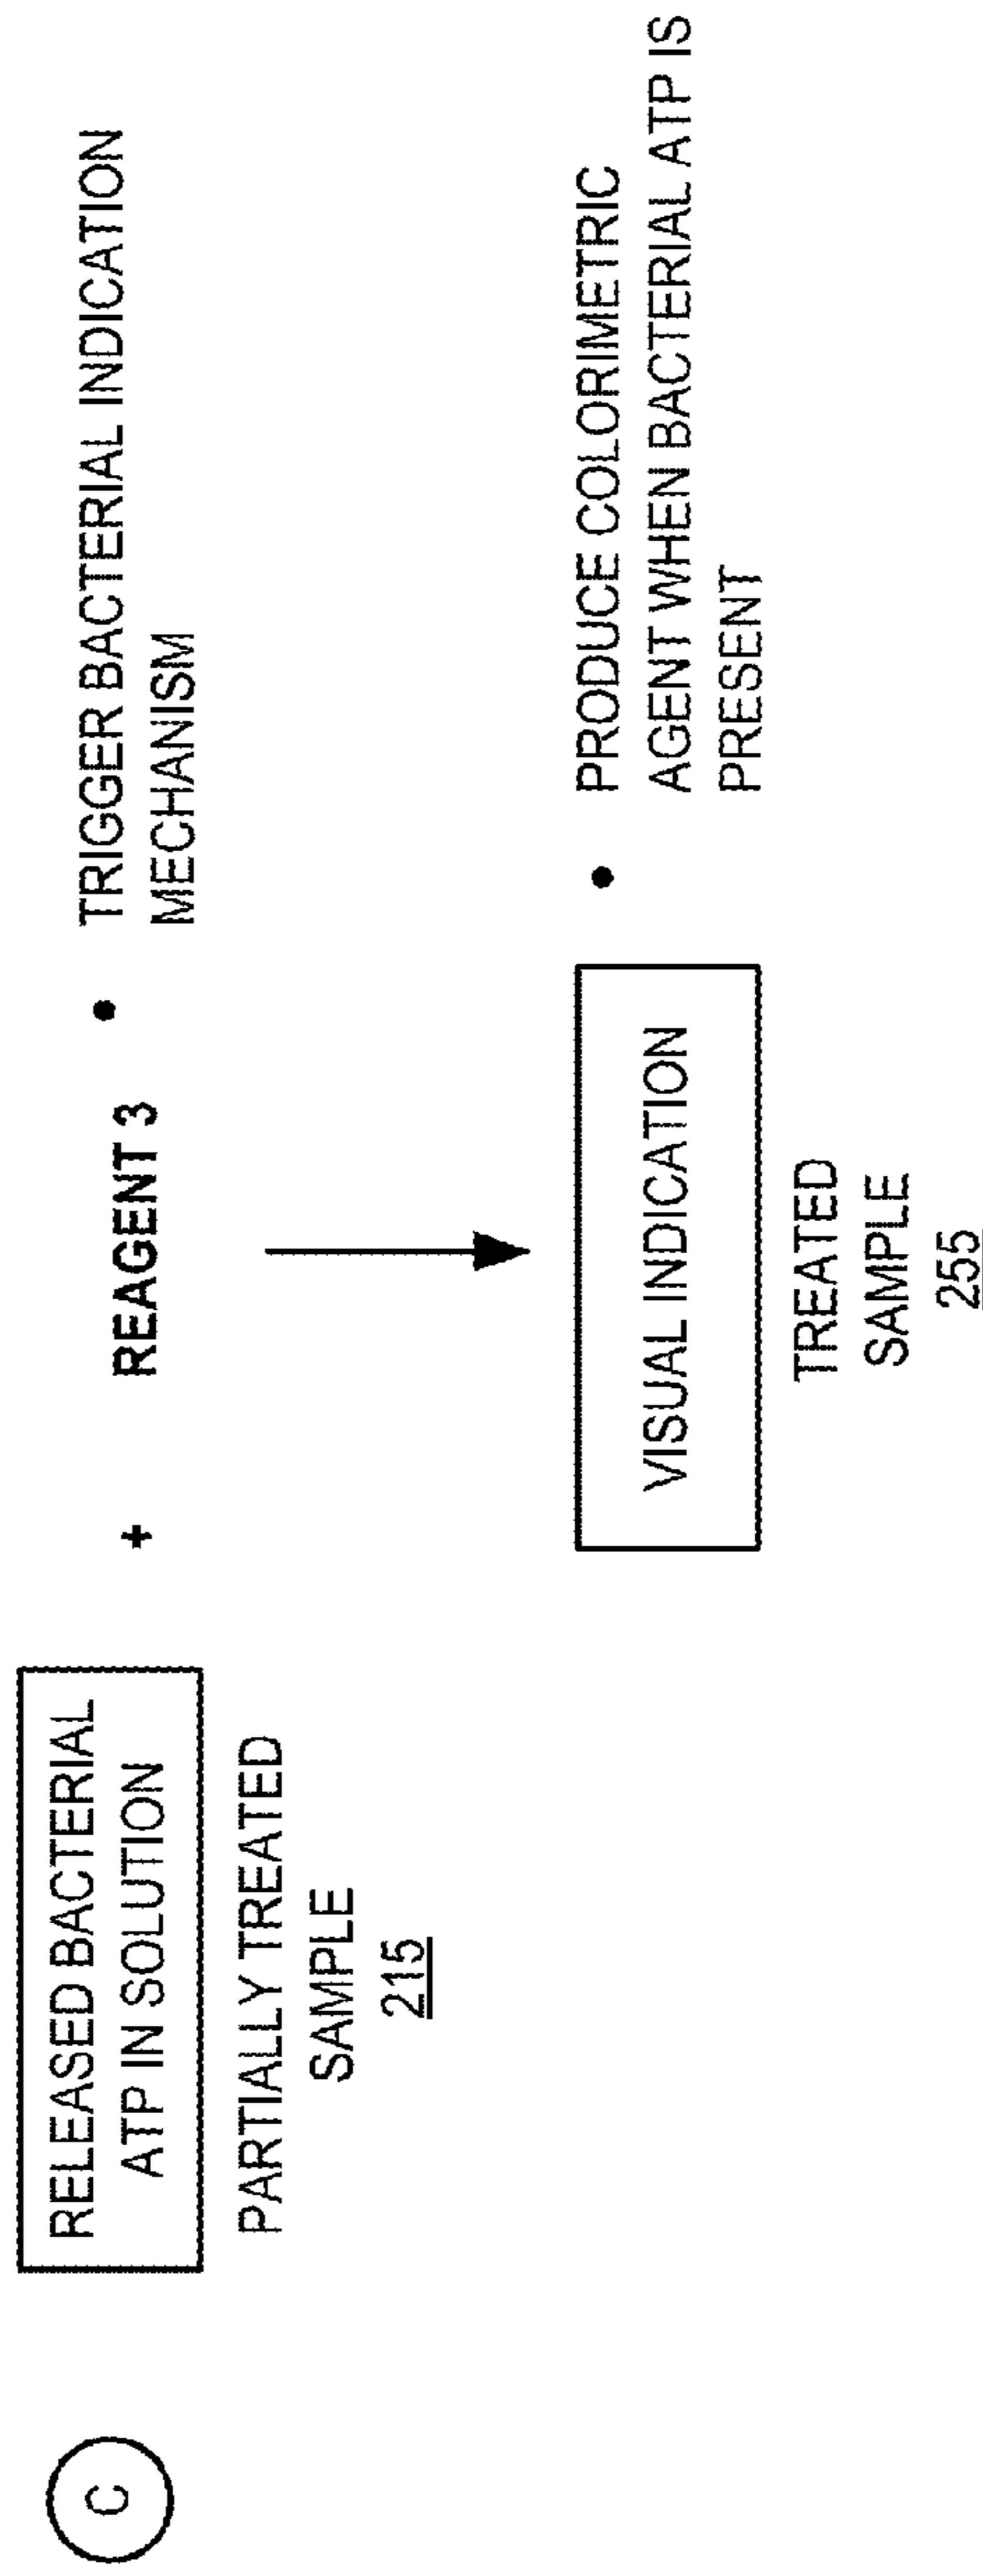 C
RELEASED BACTERIAL
ATP IN SOLUTION
PARTIALLY TREATED
SAMPLE
215
+
REAGENT 3
• TRIGGER BACTERIAL INDICATION
MECHANISM
VISUAL INDICATION
TREATED
SAMPLE
255
• PRODUCE COLORIMETRIC
AGENT WHEN BACTERIAL ATP IS
PRESENT